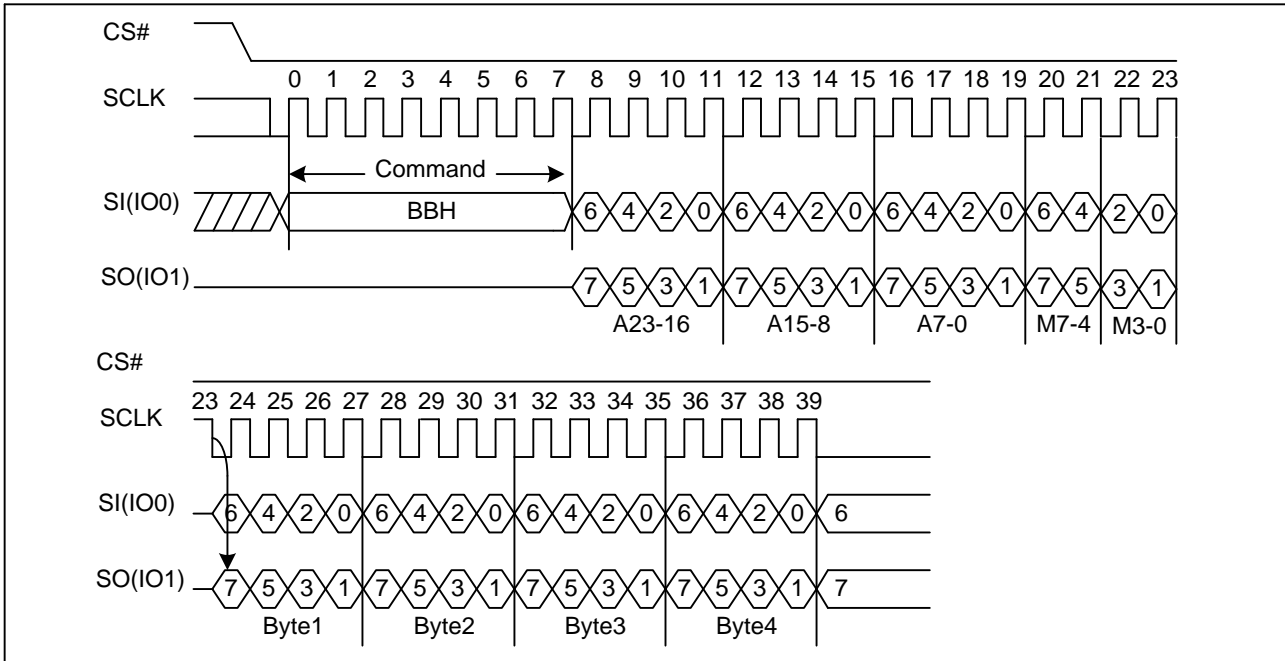 CS#
0 1 2 3 4 5 6 7 8 9 10 11 12 13 14 15 16 17 18 19 20 21 22 23
SCLK
Command
SI(IO0)
BBH
6 4 2 0 6 4 2 0 6 4 2 0 6 4 2 0
SO(IO1)
7 5 3 1 7 5 3 1 7 5 3 1 7 5 3 1
A23-16 A15-8 A7-0 M7-4 M3-0
CS#
23 24 25 26 27 28 29 30 31 32 33 34 35 36 37 38 39
SCLK
SI(IO0)
6 4 2 0 6 4 2 0 6 4 2 0 6 4 2 0 6
SO(IO1)
7 5 3 1 7 5 3 1 7 5 3 1 7 5 3 1 7
Byte1 Byte2 Byte3 Byte4